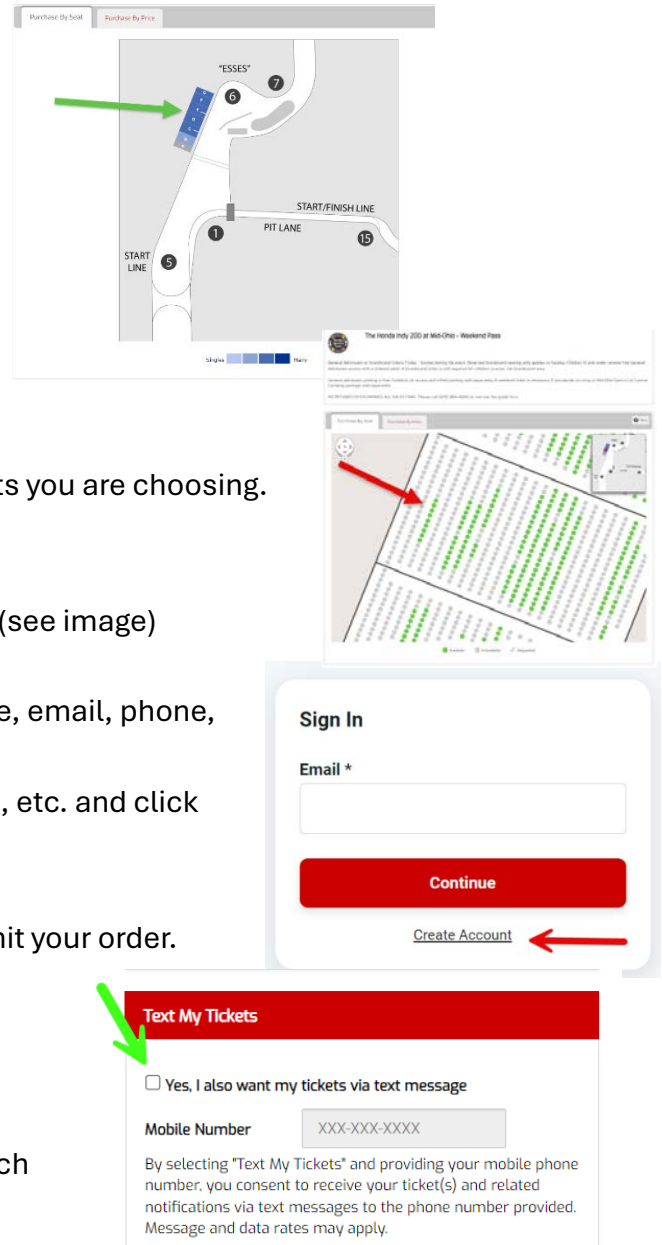 Purchase By Seat Purchase By Price
"ESSES"
7
6
START/FINISH LINE
PIT LANE
1
15
START
LINE
5
Singles Many
The Honda Indy 200 at Mid-Ohio - Weekend Pass
Purchase By Seat Purchase By Price
ts you are choosing.
(see image)
e, email, phone,
, etc. and click
Sign In
Email *
Continue
Create Account
nit your order.
Text My Tickets
Yes, I also want my tickets via text message
Mobile Number XXX-XXX-XXXX
ch
By selecting "Text My Tickets" and providing your mobile phone
number, you consent to receive your ticket(s) and related
notifications via text messages to the phone number provided.
Message and data rates may apply.